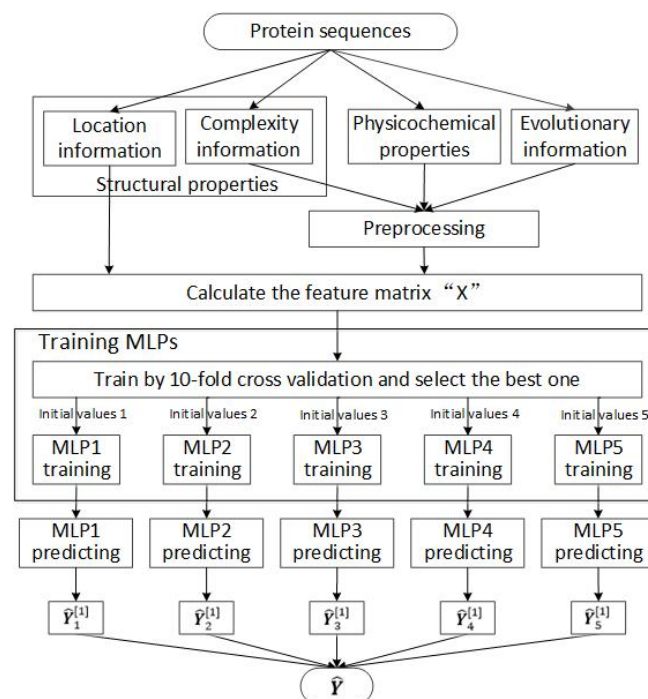 Protein sequences
Location
information
Complexity
information
Physicochemical
properties
Evolutionary
information
Structural properties
Preprocessing
Calculate the feature matrix “X”
Training MLPs
Train by 10-fold cross validation and select the best one
Initial values 1
Initial values 2
Initial values 3
Initial values 4
Initial values 5
MLP1
training
MLP2
training
MLP3
training
MLP4
training
MLP5
training
MLP1
predicting
MLP2
predicting
MLP3
predicting
MLP4
predicting
MLP5
predicting
Ŷ₁^[1]
Ŷ₂^[1]
Ŷ₃^[1]
Ŷ₄^[1]
Ŷ₅^[1]
Ŷ